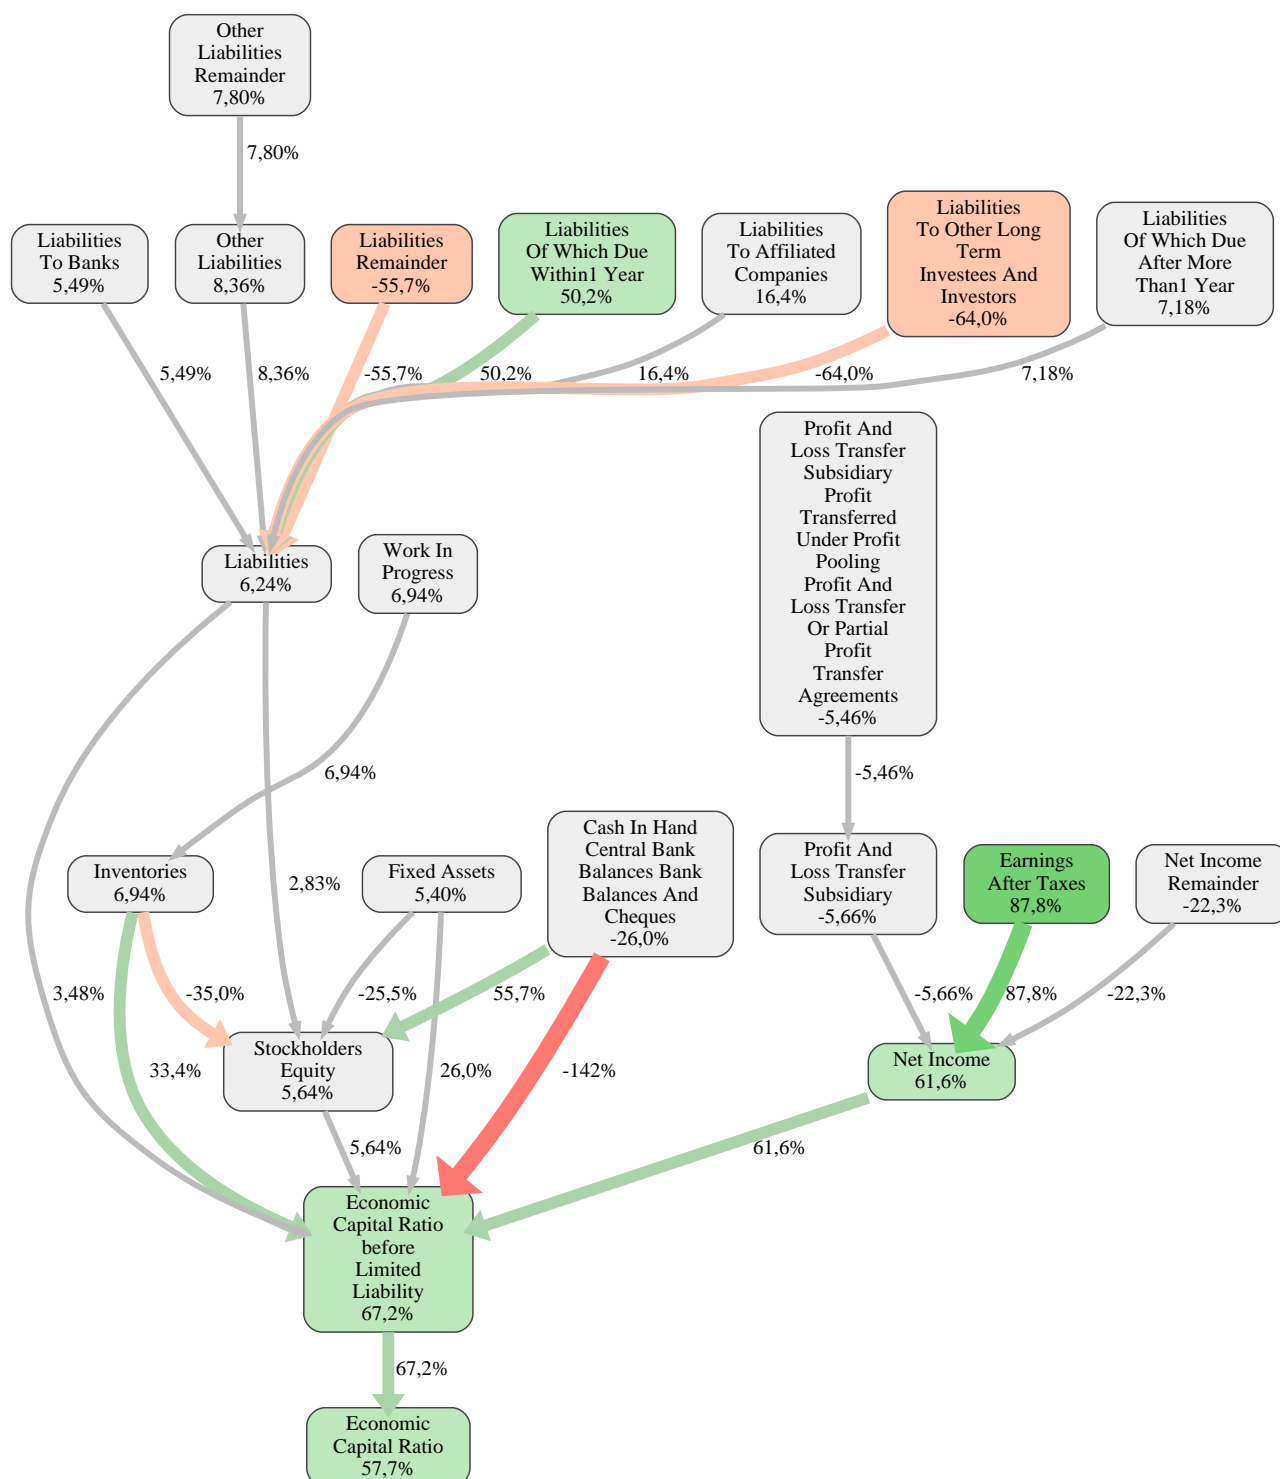 Other
Liabilities
Remainder
7,80%
7,80%
Liabilities
To Banks
5,49%
Other
Liabilities
8,36%
Liabilities
Remainder
-55,7%
Liabilities
Of Which Due
Within1 Year
50,2%
Liabilities
To Affiliated
Companies
16,4%
Liabilities
To Other Long
Term
Investees And
Investors
-64,0%
Liabilities
Of Which Due
After More
Than1 Year
7,18%
5,49%
8,36%
-55,7%
50,2%
16,4%
-64,0%
7,18%
Profit And
Loss Transfer
Subsidiary
Profit
Transferred
Under Profit
Pooling
Profit And
Loss Transfer
Or Partial
Profit
Transfer
Agreements
-5,46%
Liabilities
6,24%
Work In
Progress
6,94%
6,94%
-5,46%
Inventories
6,94%
2,83%
Fixed Assets
5,40%
Cash In Hand
Central Bank
Balances Bank
Balances And
Cheques
-26,0%
Profit And
Loss Transfer
Subsidiary
-5,66%
Earnings
After Taxes
87,8%
Net Income
Remainder
-22,3%
3,48%
-35,0%
-25,5%
55,7%
-5,66%
87,8%
-22,3%
33,4%
Stockholders
Equity
5,64%
26,0%
-142%
Net Income
61,6%
5,64%
61,6%
Economic
Capital Ratio
before
Limited
Liability
67,2%
67,2%
Economic
Capital Ratio
57,7%